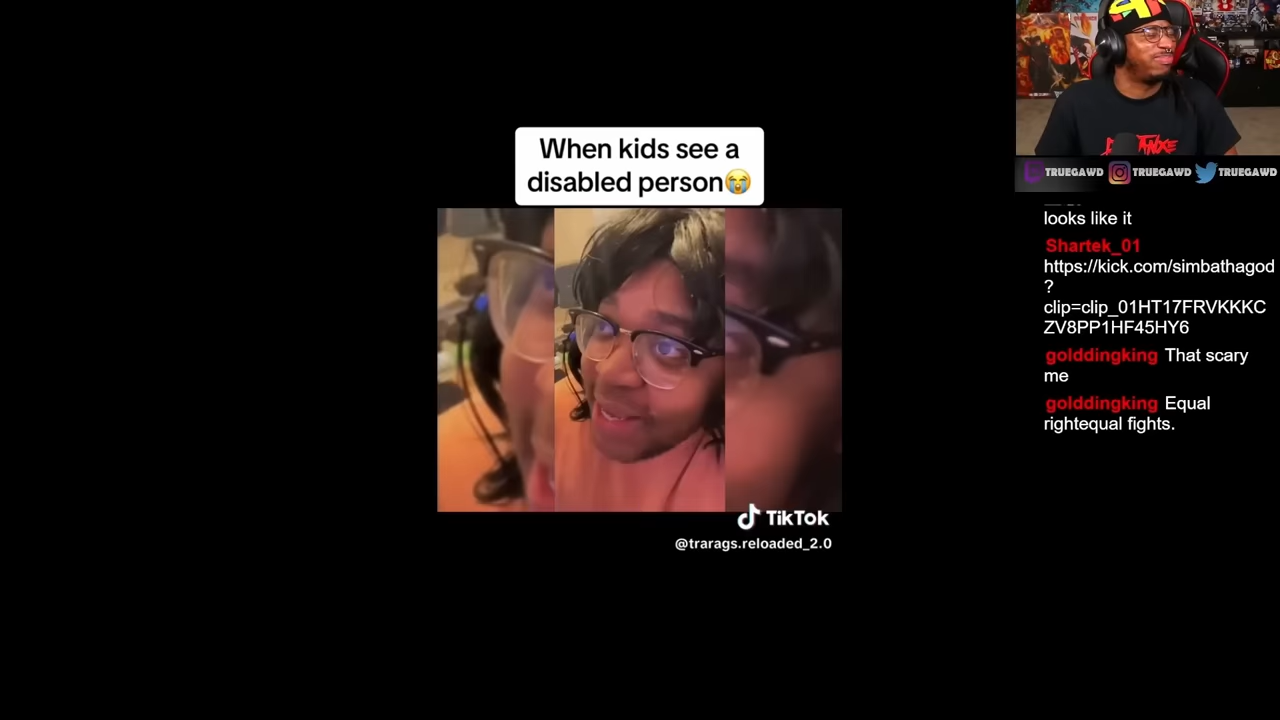 When kids see a
disabled person😭
TikTok
@trarags.reloaded_2.0
TRUEGAWD TRUEGAWD TRUEGAWD
looks like it
Shartek_01
https://kick.com/simbathagod
?
clip=clip_01HT17FRVKKKC
ZV8PP1HF45HY6
golddingking That scary
me
golddingking Equal
rightequal fights.